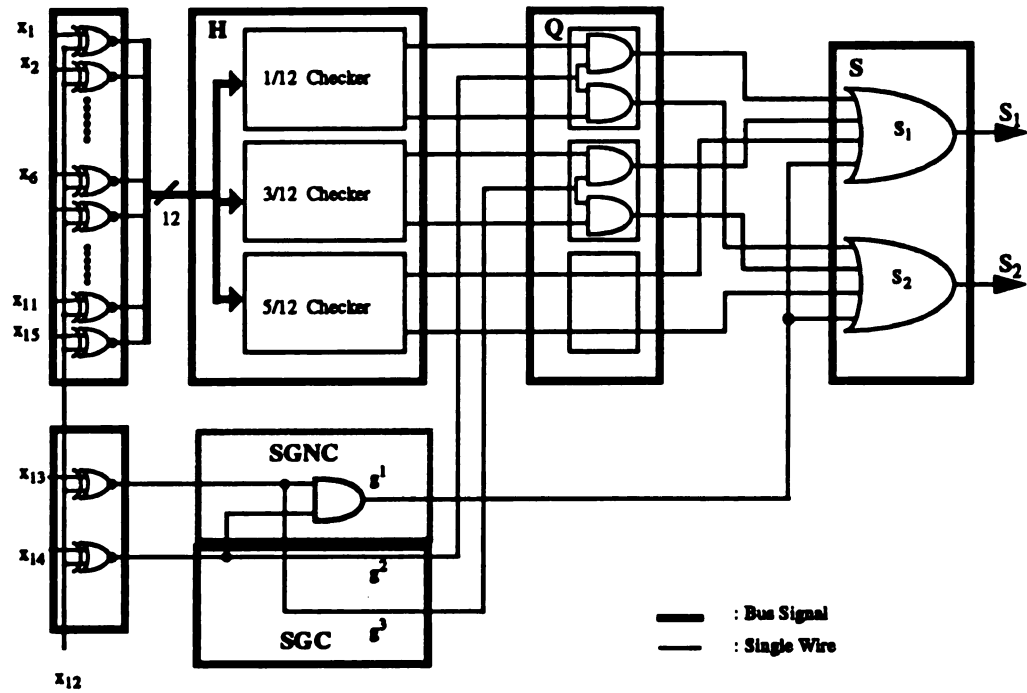 x1
x2
x6
x11
x15
12
H
1/12 Checker
3/12 Checker
5/12 Checker
Q
S
s1
s2
S1
S2
x13
x14
x12
SGNC
g1
g2
g3
SGC
: Bus Signal
: Single Wire